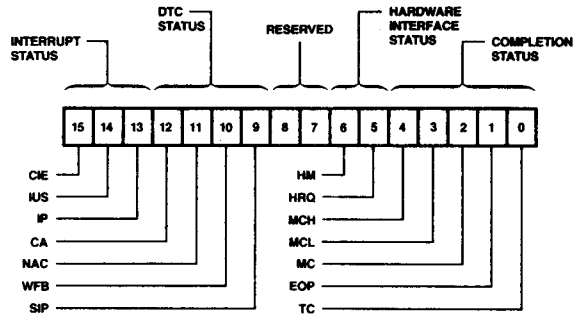 INTERRUPT
STATUS
DTC
STATUS
RESERVED
HARDWARE
INTERFACE
STATUS
COMPLETION
STATUS
15 14 13 12 11 10 9 8 7 6 5 4 3 2 1 0
CIE
IUS
IP
CA
NAC
WFB
SIP
HM
HRQ
MCH
MCL
MC
EOP
TC